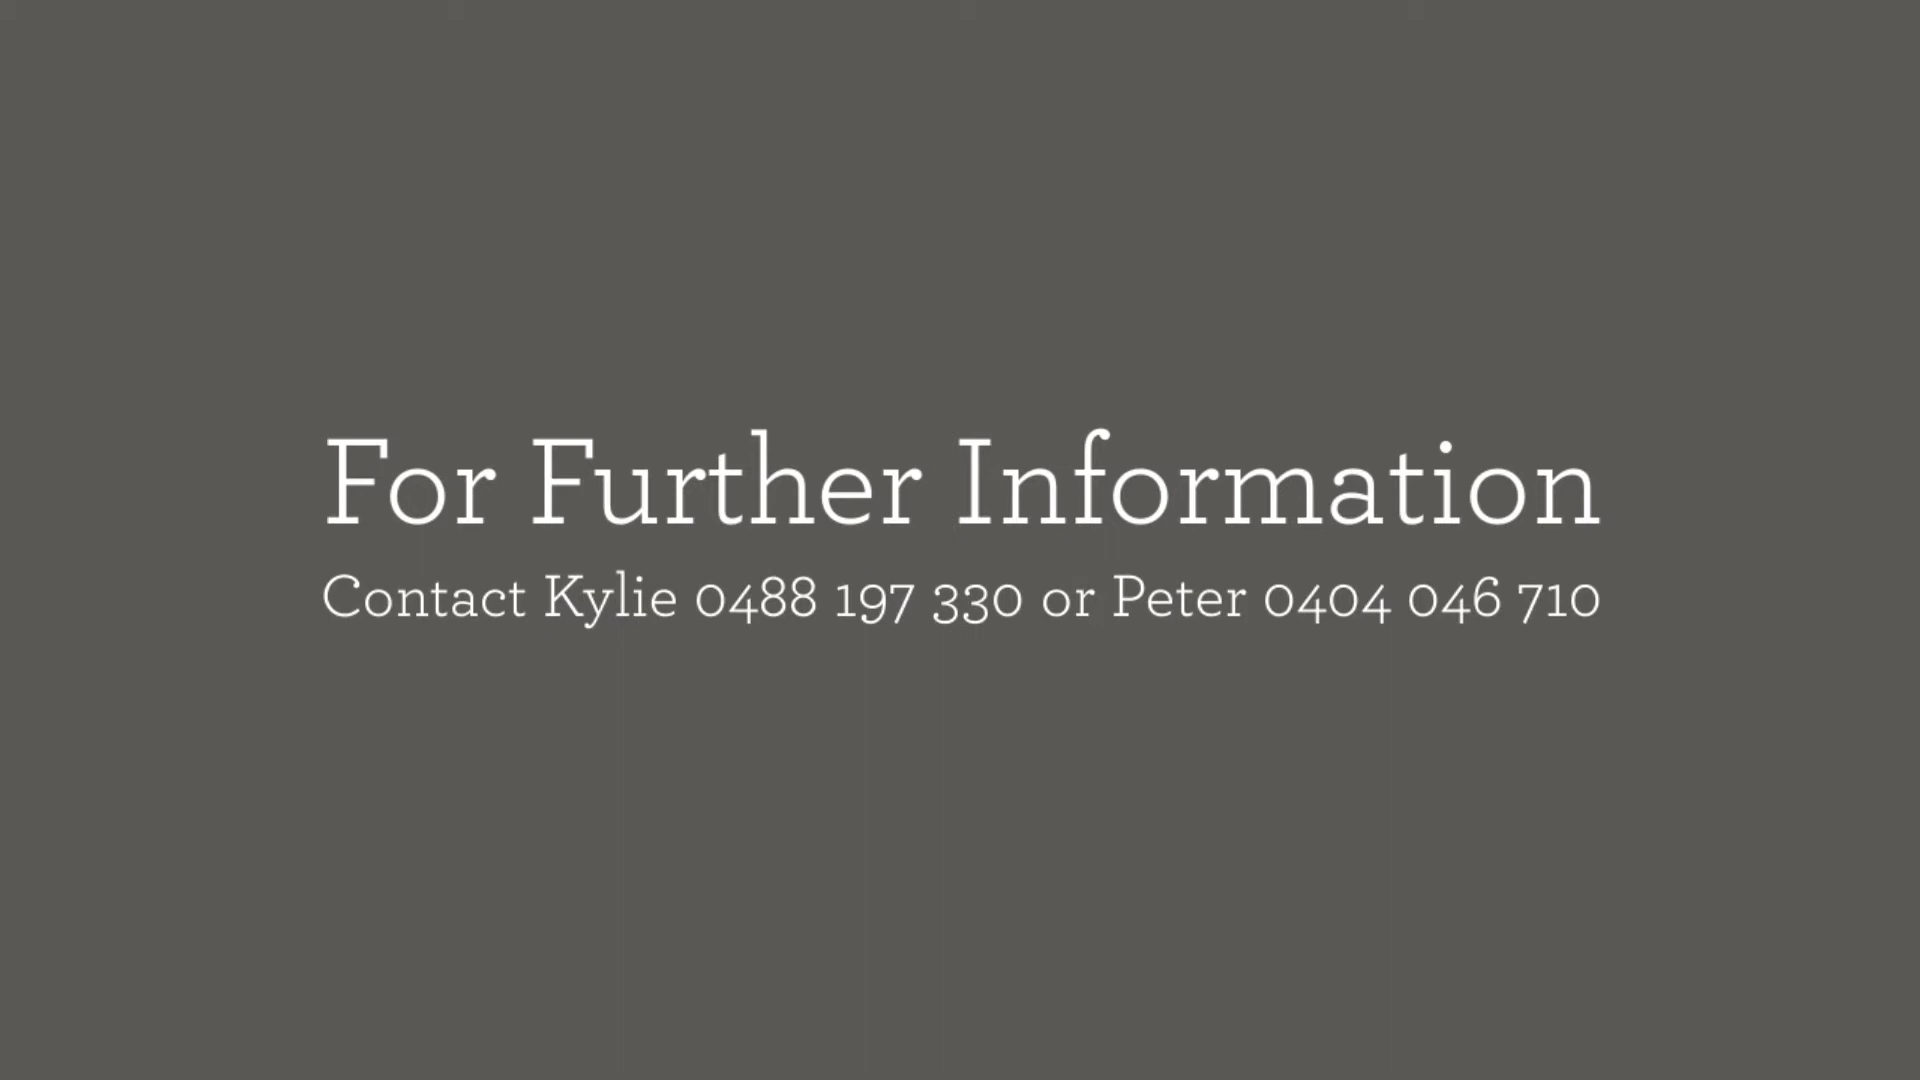 For Further Information
Contact Kylie 0488 197 330 or Peter 0404 046 710